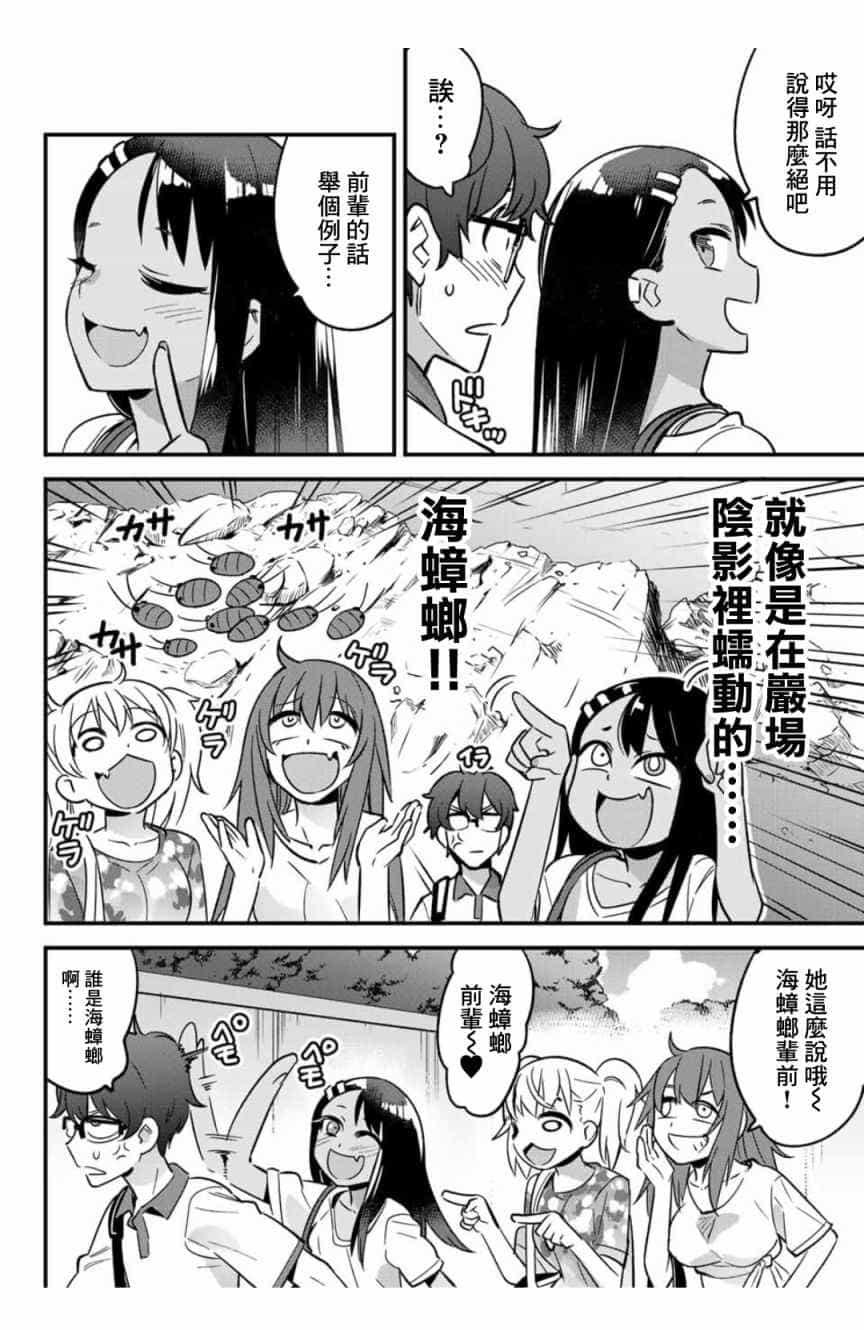 哎呀 話不用
說得那麼絕吧
誒…?
ドキッ
前輩的話
舉個例子…
就像是在巖場
陰影裡蠕動的……
海蟑螂!!
カサ
カサ
イラ
ゲラ
ゲラ
ゲラ
她這麼說哦~
海蟑螂輩前!
海蟑螂
前輩~♥
ペモ
ペモ
誰是海蟑螂
啊……